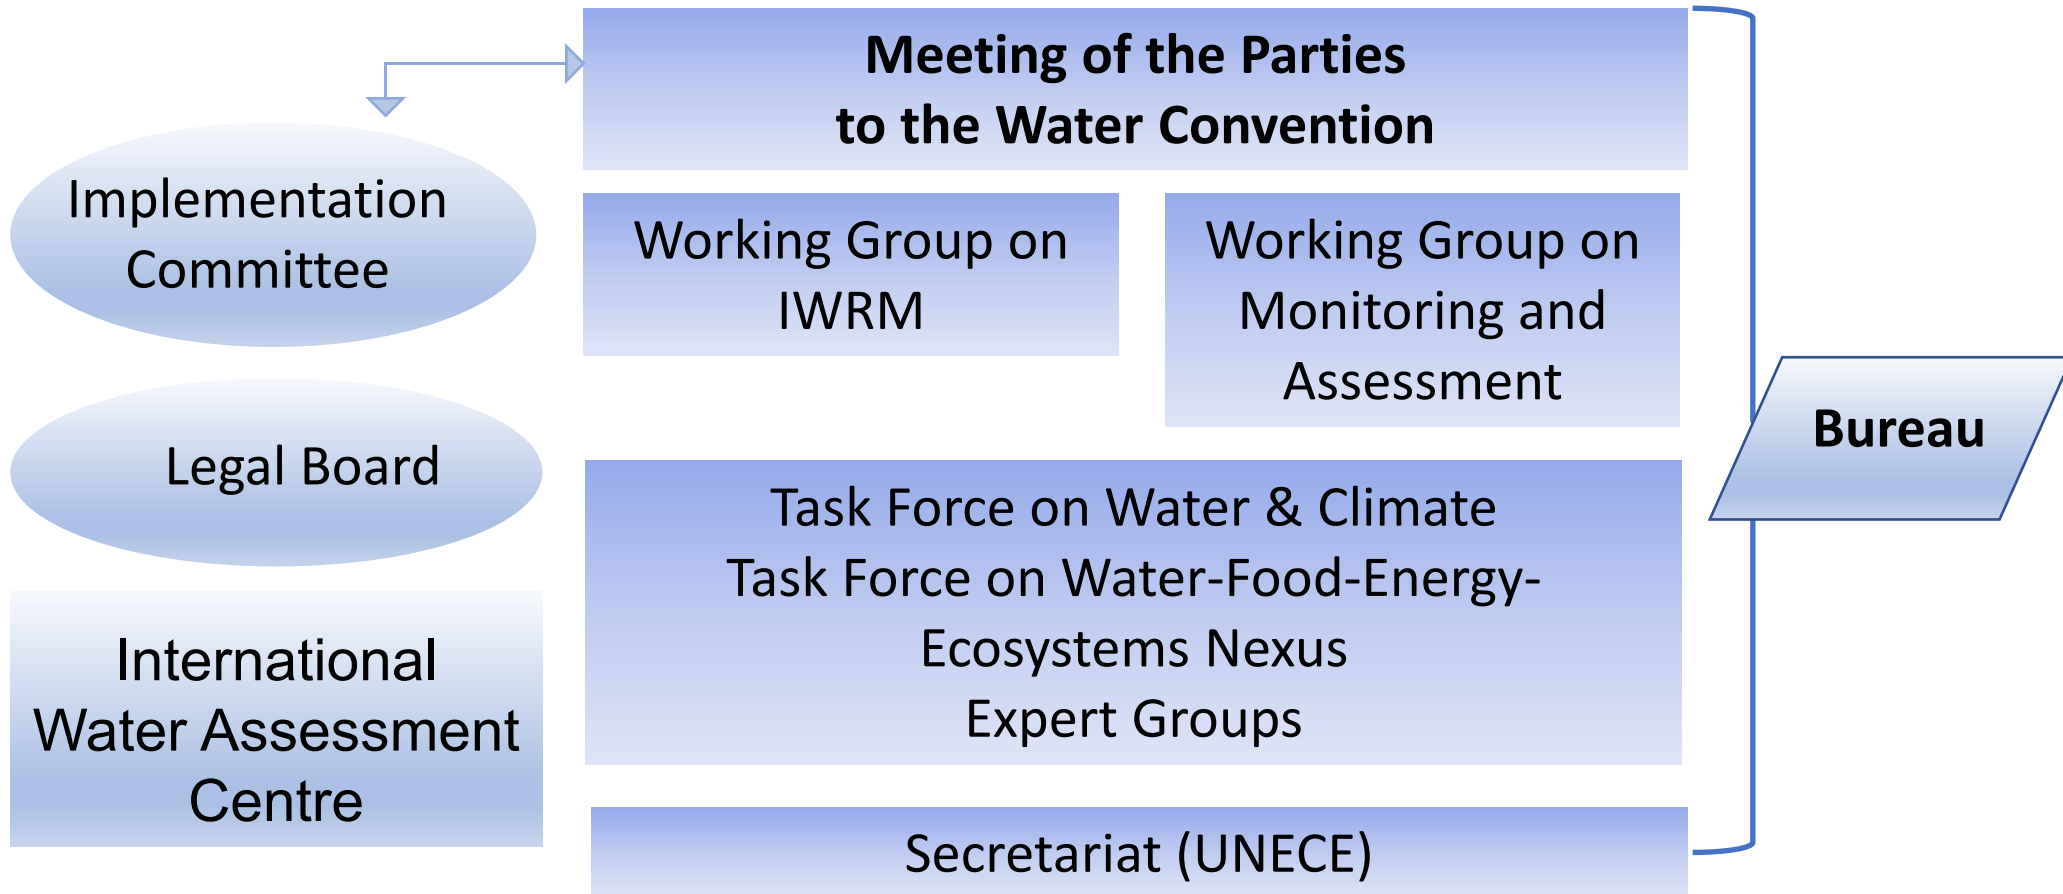 Meeting of the Parties
to the Water Convention
Implementation
Committee
Working Group on
IWRM
Working Group on
Monitoring and
Assessment
Bureau
Legal Board
Task Force on Water & Climate
Task Force on Water-Food-Energy-
Ecosystems Nexus
Expert Groups
International
Water Assessment
Centre
Secretariat (UNECE)